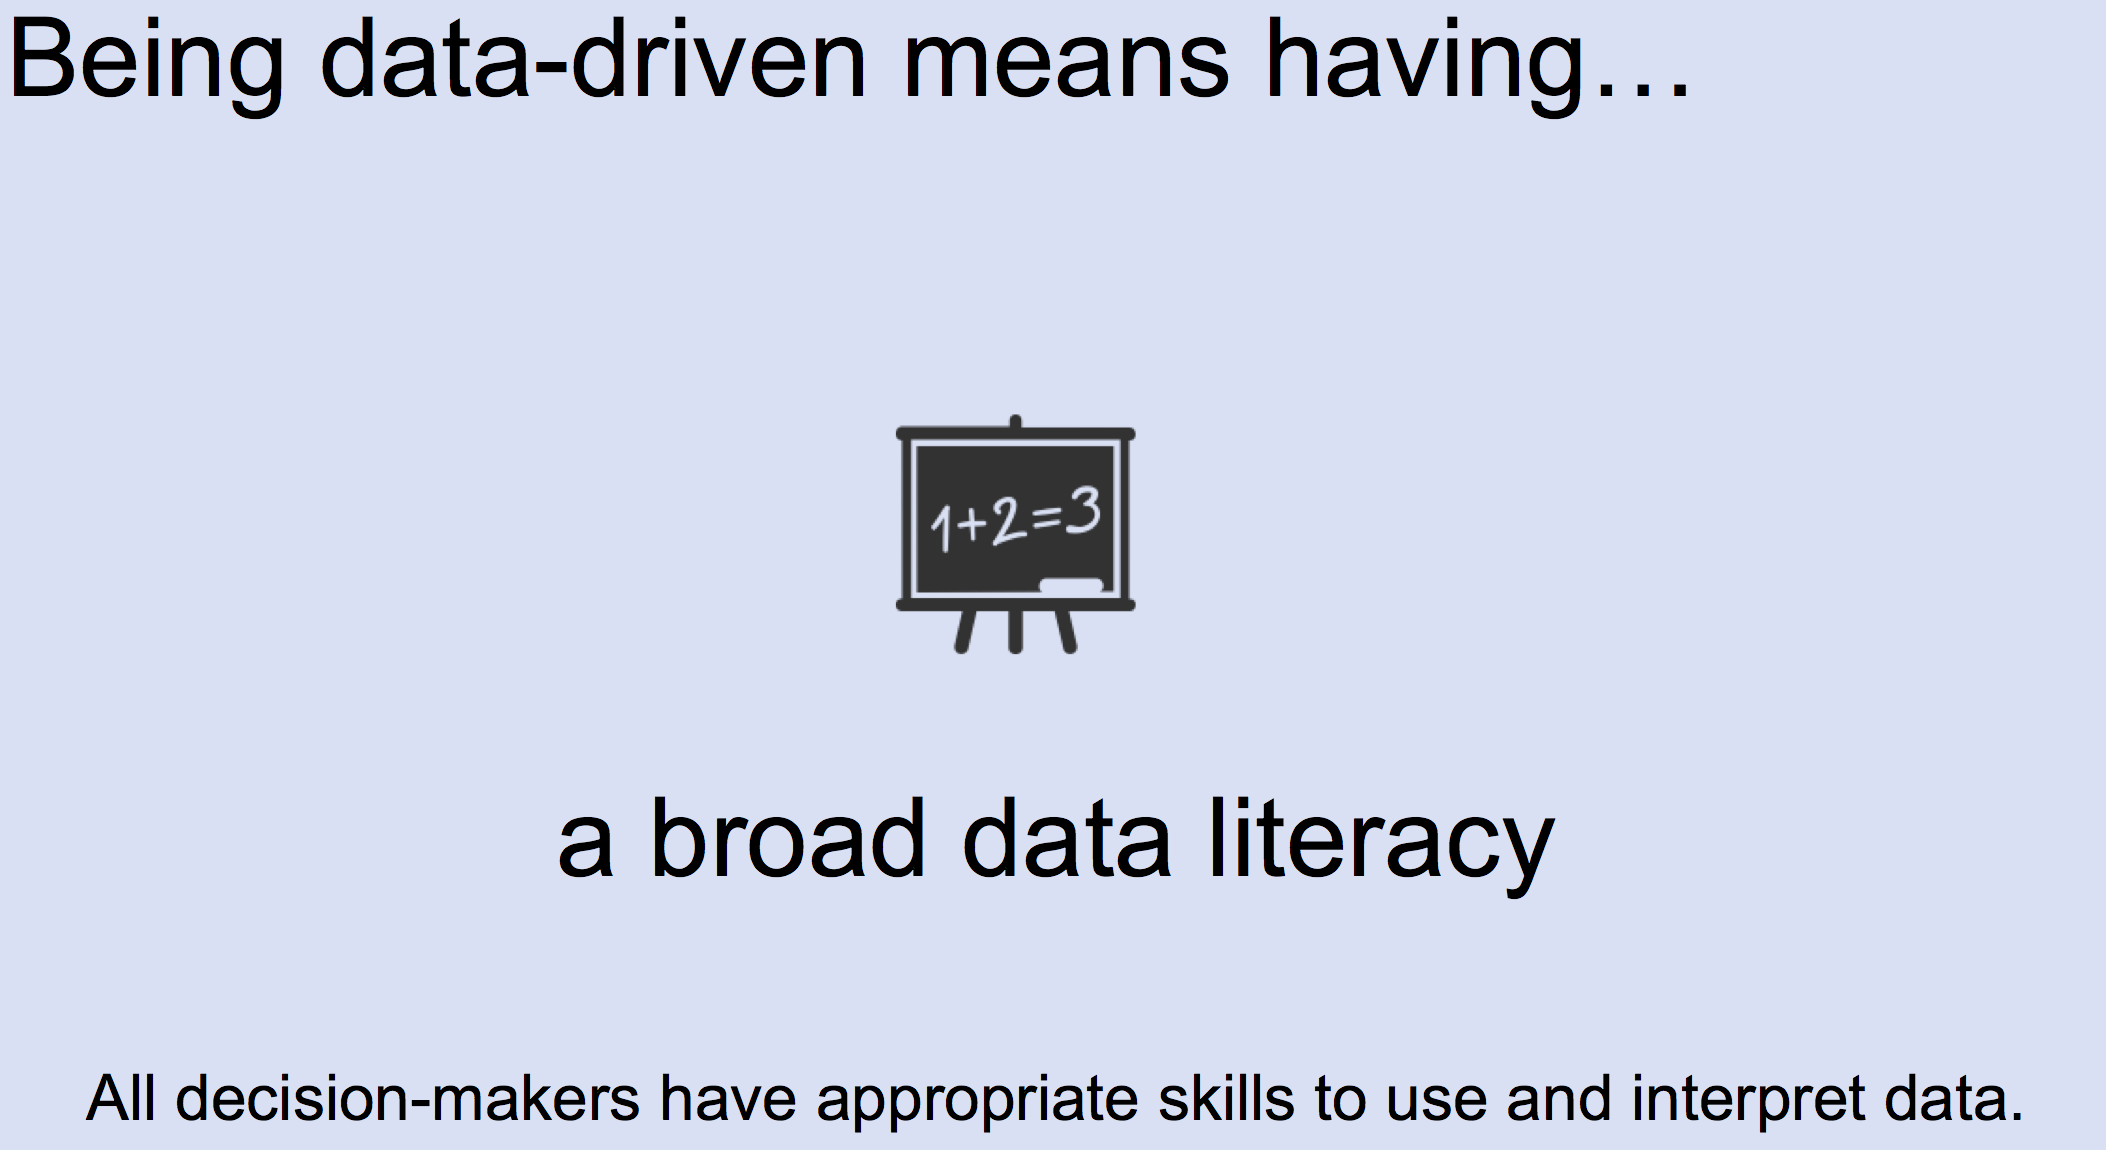 Being data-driven means having…
1+2=3
a broad data literacy
All decision-makers have appropriate skills to use and interpret data.